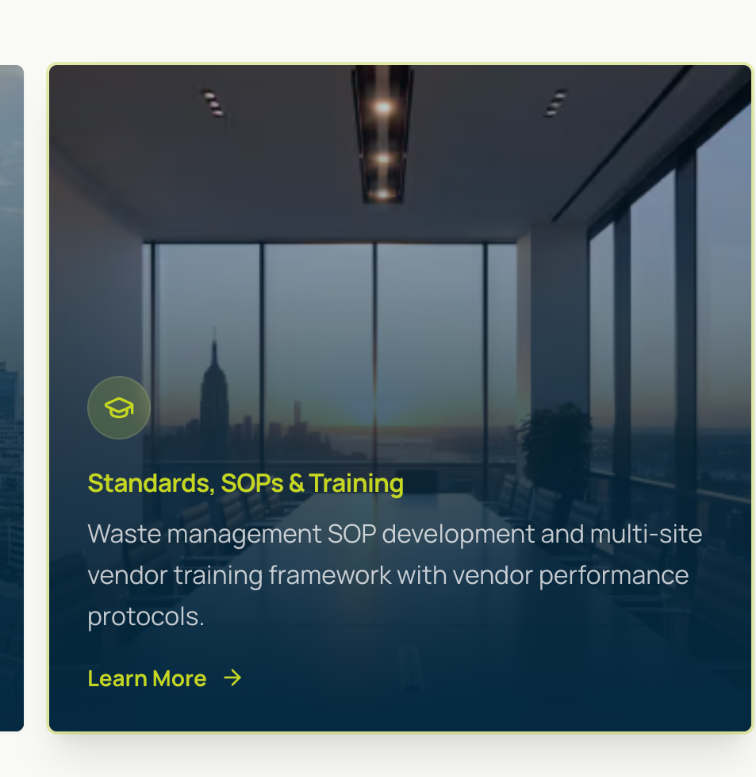 Standards, SOPs & Training
Waste management SOP development and multi-site
vendor training framework with vendor performance
protocols.
Learn More